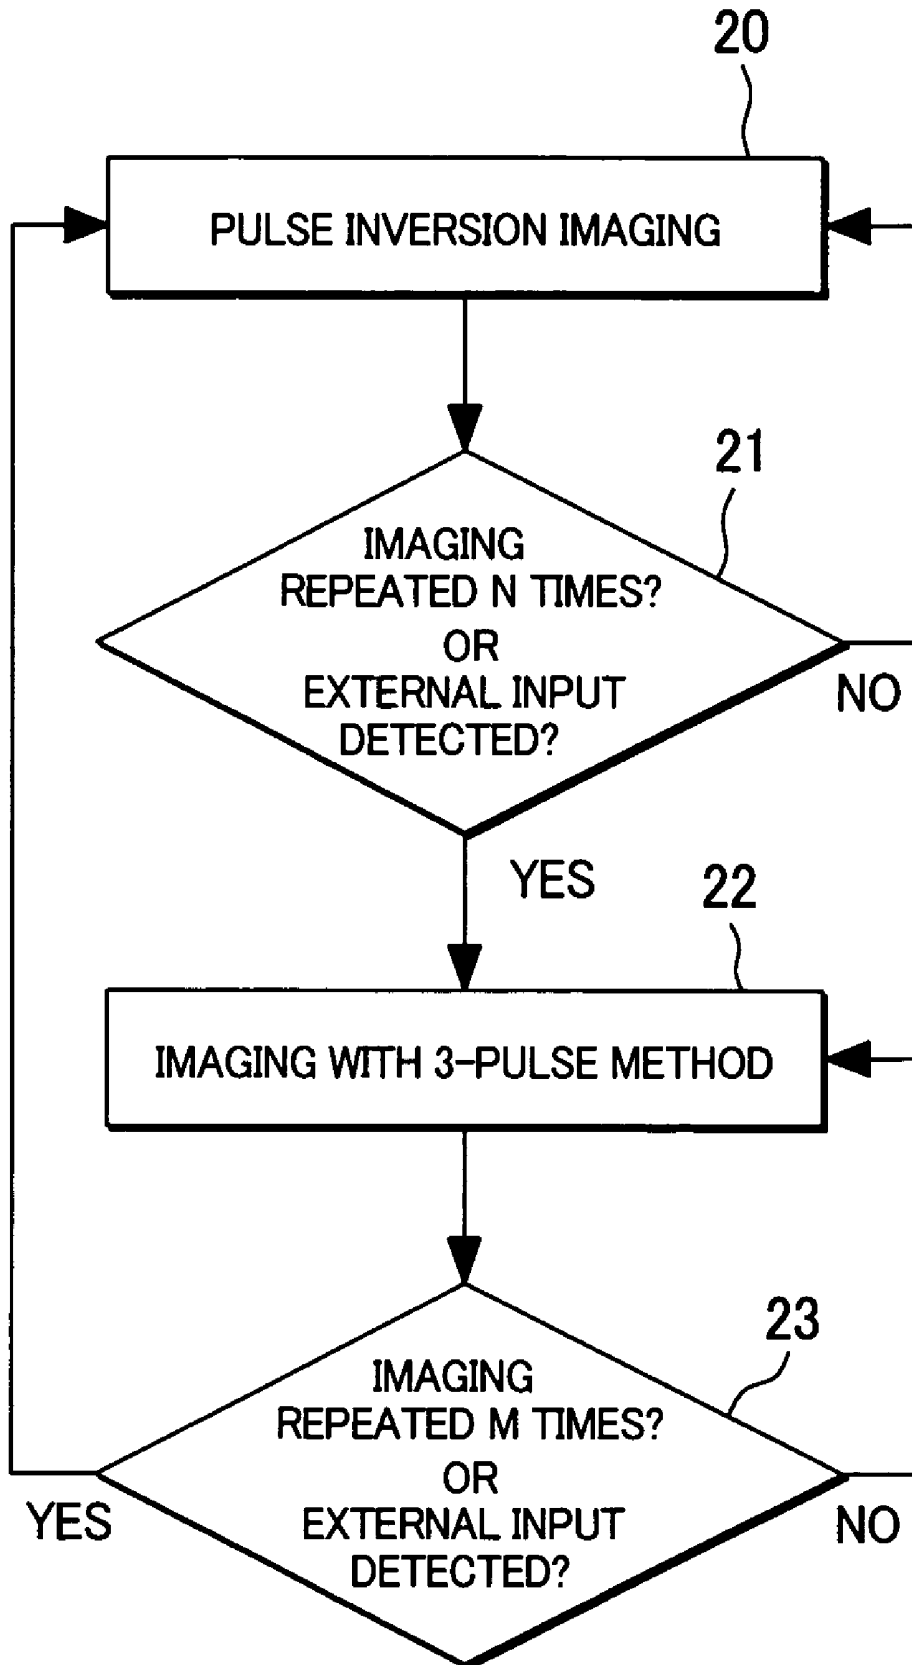 20
PULSE INVERSION IMAGING
21
IMAGING
REPEATED N TIMES?
OR
EXTERNAL INPUT
DETECTED?
NO
YES
22
IMAGING WITH 3-PULSE METHOD
23
IMAGING
REPEATED M TIMES?
OR
EXTERNAL INPUT
DETECTED?
YES
NO